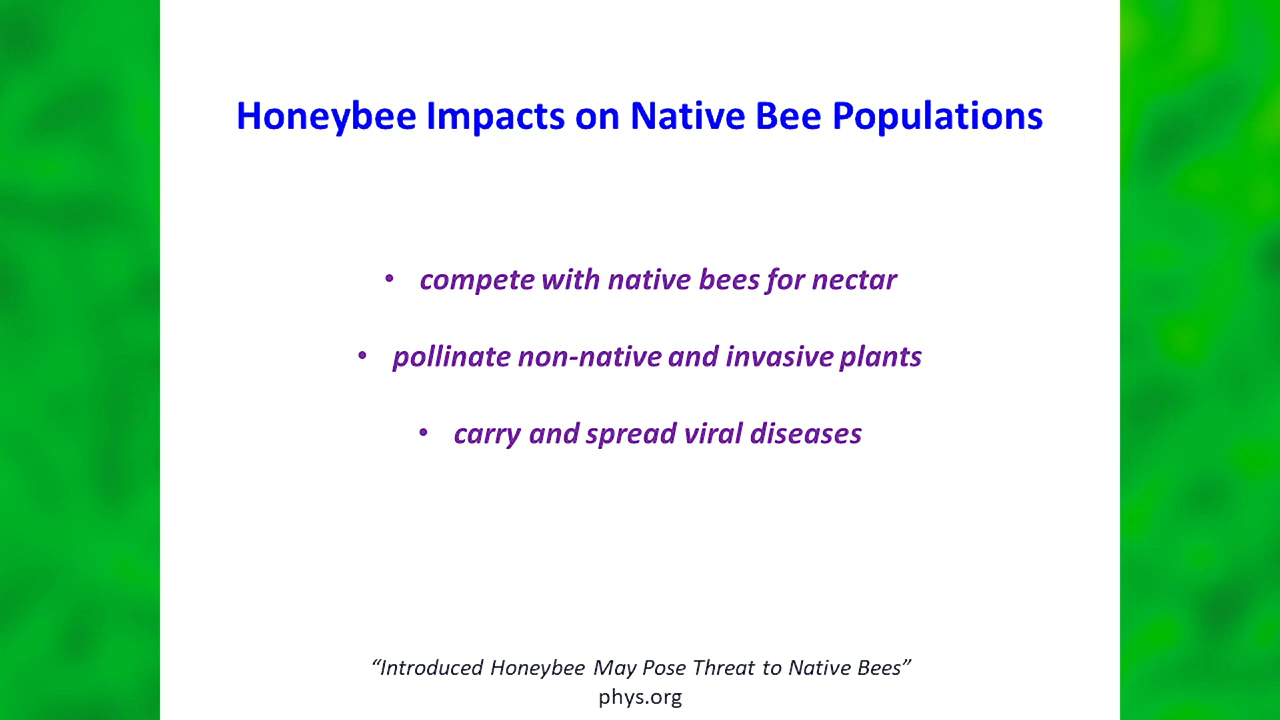 Honeybee Impacts on Native Bee Populations
• compete with native bees for nectar
• pollinate non-native and invasive plants
• carry and spread viral diseases
“Introduced Honeybee May Pose Threat to Native Bees”
phys.org